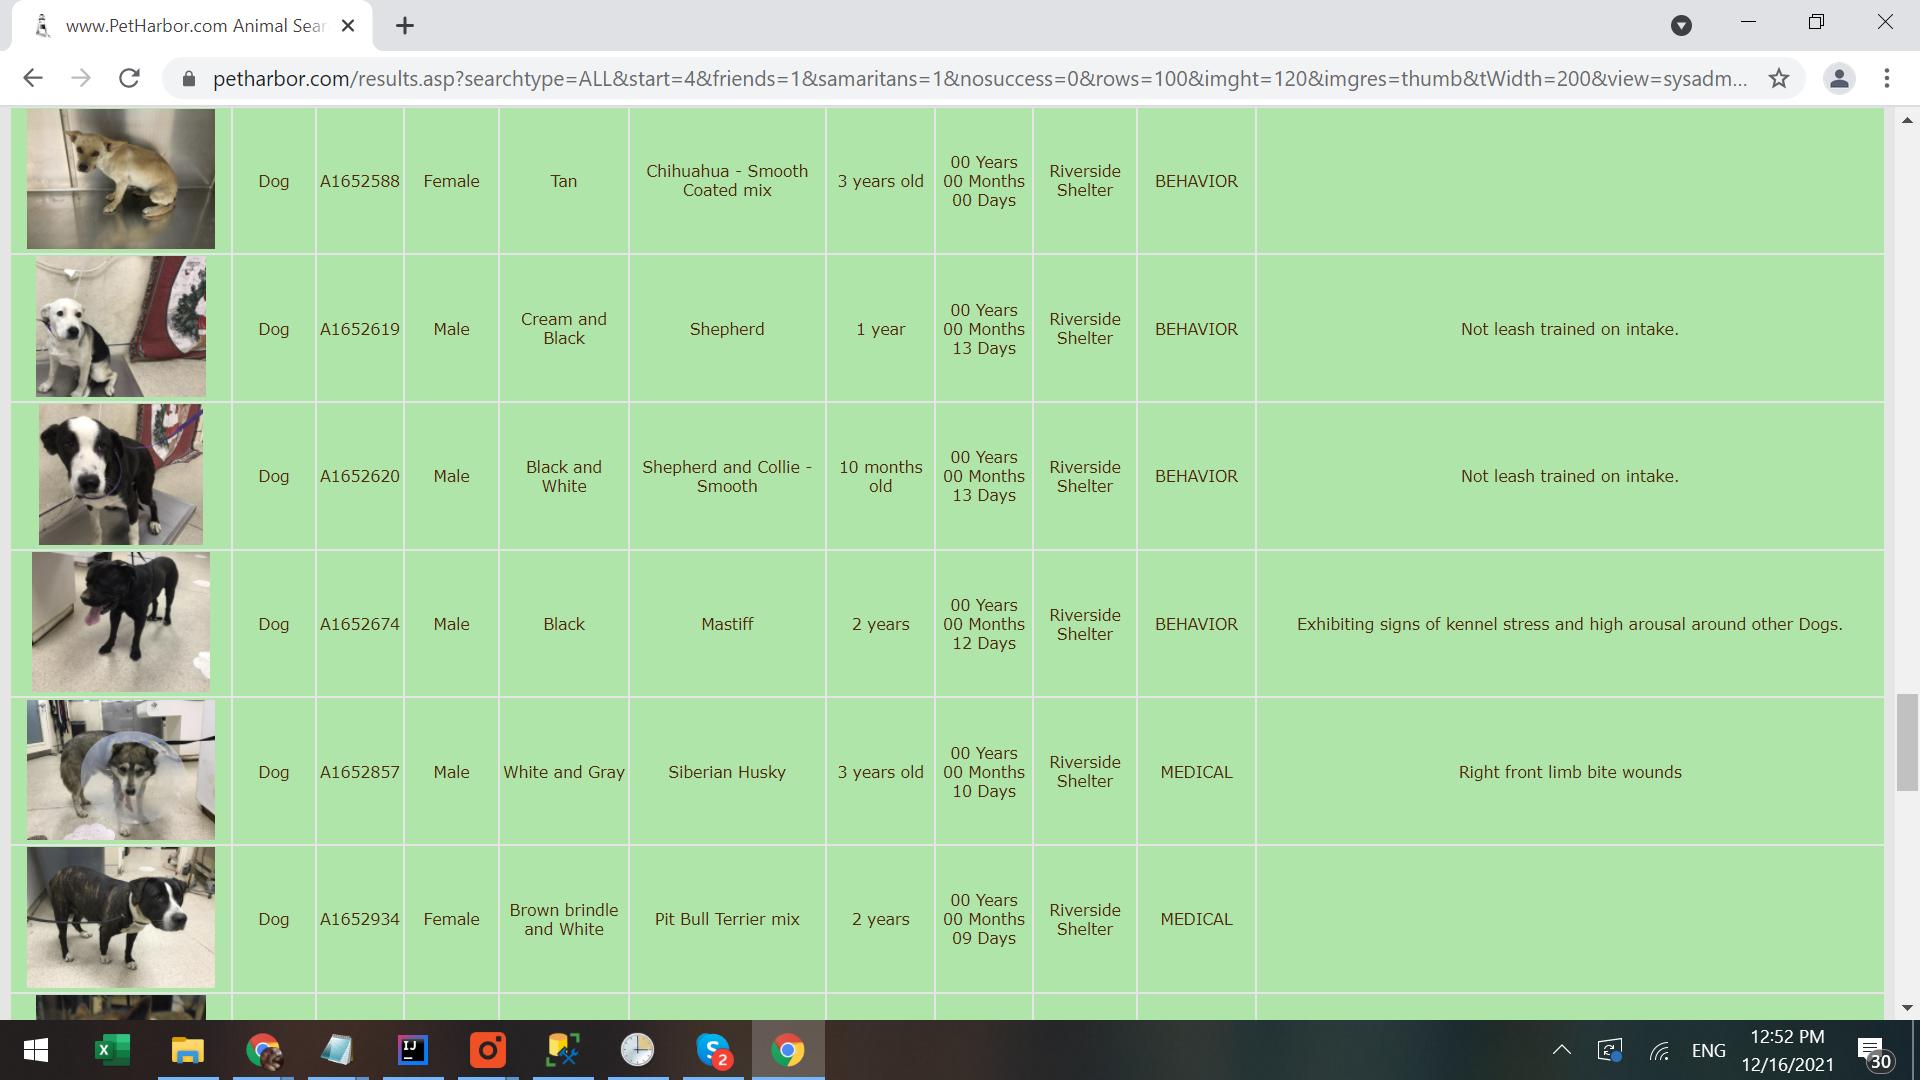 www.PetHarbor.com Animal Sear
petharbor.com/results.asp?searchtype=ALL&start=4&friends=1&samaritans=1&nosuccess=0&rows=100&imght=120&imgres=thumb&tWidth=200&view=sysadm...
Dog
A1652588
Female
Tan
Chihuahua - Smooth
Coated mix
3 years old
00 Years
00 Months
00 Days
Riverside
Shelter
BEHAVIOR
Dog
A1652619
Male
Cream and
Black
Shepherd
1 year
00 Years
00 Months
13 Days
Riverside
Shelter
BEHAVIOR
Not leash trained on intake.
Dog
A1652620
Male
Black and
White
Shepherd and Collie -
Smooth
10 months
old
00 Years
00 Months
13 Days
Riverside
Shelter
BEHAVIOR
Not leash trained on intake.
Dog
A1652674
Male
Black
Mastiff
2 years
00 Years
00 Months
12 Days
Riverside
Shelter
BEHAVIOR
Exhibiting signs of kennel stress and high arousal around other Dogs.
Dog
A1652857
Male
White and Gray
Siberian Husky
3 years old
00 Years
00 Months
10 Days
Riverside
Shelter
MEDICAL
Right front limb bite wounds
Dog
A1652934
Female
Brown brindle
and White
Pit Bull Terrier mix
2 years
00 Years
00 Months
09 Days
Riverside
Shelter
MEDICAL
X
IJ
S
2
ENG
12:52 PM
12/16/2021
30